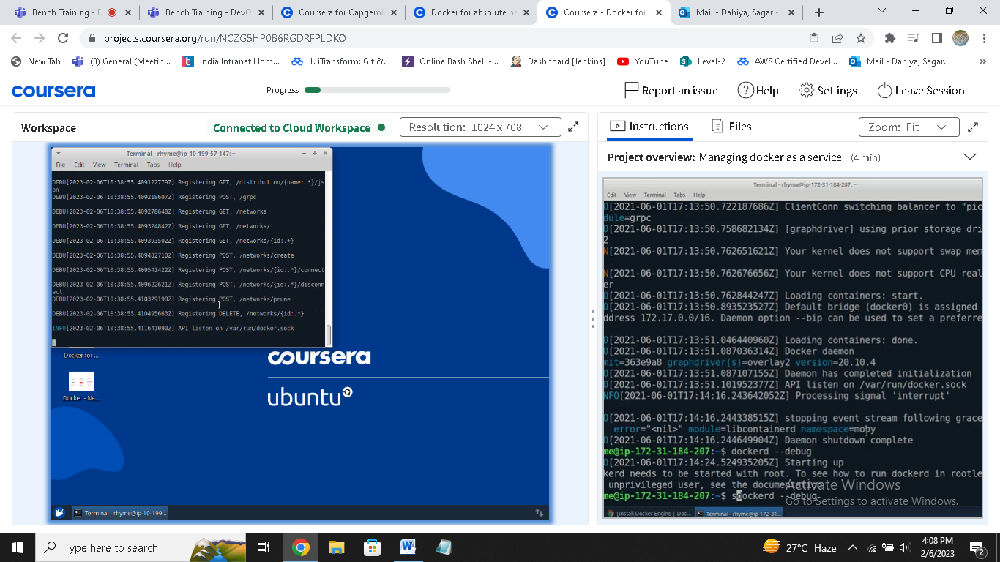 Bench Training - D
Bench Training - DevO
Coursera for Capgemi
Docker for absolute be
Coursera - Docker for
Mail - Dahiya, Sagar -
projects.coursera.org/run/NCZG5HP0B6RGDRFPLDKO
New Tab
(3) General (Meetin...
India Intranet Hom...
1. iTransform: Git &...
Online Bash Shell -...
Dashboard [Jenkins]
YouTube
Level-2
AWS Certified Devel...
Mail - Dahiya, Sagar...
»
coursera
Progress
Report an issue
Help
Settings
Leave Session
Workspace
Connected to Cloud Workspace
Resolution: 1024 x 768
Instructions
Files
Zoom: Fit
Project overview: Managing docker as a service (4 min)
Terminal - rhyme@ip-10-199-57-147: ~
File Edit View Terminal Tabs Help
DEBU[2023-02-06T10:38:55.409122779Z] Registering GET, /distribution/{name:.*}/js
on
DEBU[2023-02-06T10:38:55.409218607Z] Registering POST, /grpc
DEBU[2023-02-06T10:38:55.409278648Z] Registering GET, /networks
DEBU[2023-02-06T10:38:55.409324842Z] Registering GET, /networks/
DEBU[2023-02-06T10:38:55.409393502Z] Registering GET, /networks/{id:.+}
DEBU[2023-02-06T10:38:55.409482710Z] Registering POST, /networks/create
DEBU[2023-02-06T10:38:55.409541422Z] Registering POST, /networks/{id:.*}/connect
DEBU[2023-02-06T10:38:55.409622621Z] Registering POST, /networks/{id:.*}/disconn
ect
DEBU[2023-02-06T10:38:55.410329198Z] Registering POST, /networks/prune
DEBU[2023-02-06T10:38:55.410495663Z] Registering DELETE, /networks/{id:.*}
INFO[2023-02-06T10:38:55.411641090Z] API listen on /var/run/docker.sock
Docker for ...
Docker - Ne...
coursera
ubuntu
Terminal - rhyme@ip-10-199...
Terminal - rhyme@ip-172-31-184-207: ~
Edit View Terminal Tabs Help
O[2021-06-01T17:13:50.722187686Z] ClientConn switching balancer to "pic
dule=grpc
O[2021-06-01T17:13:50.758682134Z] [graphdriver] using prior storage dri
2
N[2021-06-01T17:13:50.762651621Z] Your kernel does not support swap mem
N[2021-06-01T17:13:50.762676656Z] Your kernel does not support CPU real
er
O[2021-06-01T17:13:50.762844247Z] Loading containers: start.
O[2021-06-01T17:13:50.893523527Z] Default bridge (docker0) is assigned
ddress 172.17.0.0/16. Daemon option --bip can be used to set a preferre
O[2021-06-01T17:13:51.046440960Z] Loading containers: done.
O[2021-06-01T17:13:51.087036314Z] Docker daemon
mit=363e9a8 graphdriver(s)=overlay2 version=20.10.4
O[2021-06-01T17:13:51.087107155Z] Daemon has completed initialization
O[2021-06-01T17:13:51.101952377Z] API listen on /var/run/docker.sock
NFO[2021-06-01T17:14:16.243642052Z] Processing signal 'interrupt'
O[2021-06-01T17:14:16.244338515Z] stopping event stream following grace
error="<nil>" module=libcontainerd namespace=moby
O[2021-06-01T17:14:16.244649904Z] Daemon shutdown complete
me@ip-172-31-184-207:~$ dockerd --debug
O[2021-06-01T17:14:24.524935205Z] Starting up
kerd needs to be started with root. To see how to run dockerd in rootle
unprivileged user, see the documentation
me@ip-172-31-184-207:~$ sdockerd --debug
Activate Windows
Go to Settings to activate Windows.
[Install Docker Engine | Doc...
Terminal - rhyme@ip-172-31...
Type here to search
27°C Haze
4:08 PM
2/6/2023
2